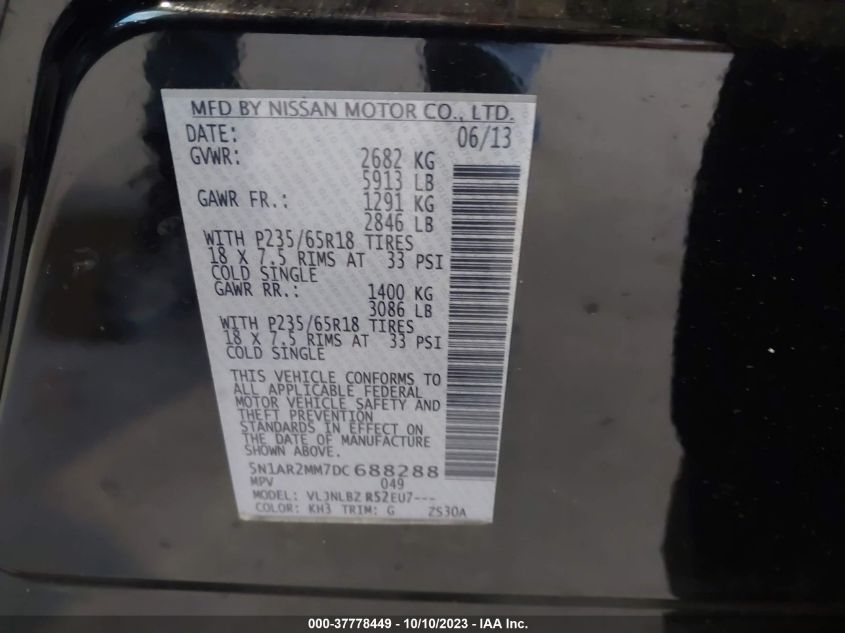 MFD BY NISSAN MOTOR CO., LTD.
DATE: 06/13
GVWR: 2682 KG
5913 LB
GAWR FR.: 1291 KG
2846 LB
WITH P235/65R18 TIRES
18 X 7.5 RIMS AT 33 PSI
COLD SINGLE
GAWR RR.: 1400 KG
3086 LB
WITH P235/65R18 TIRES
18 X 7.5 RIMS AT 33 PSI
COLD SINGLE
THIS VEHICLE CONFORMS TO
ALL APPLICABLE FEDERAL
MOTOR VEHICLE SAFETY AND
THEFT PREVENTION
STANDARDS IN EFFECT ON
THE DATE OF MANUFACTURE
SHOWN ABOVE.
5N1AR2MM7DC688288
MPV 049
MODEL: VLJNLBZ R52EU7---
COLOR: KH3 TRIM: G ZS30A
000-37778449 - 10/10/2023 - IAA Inc.